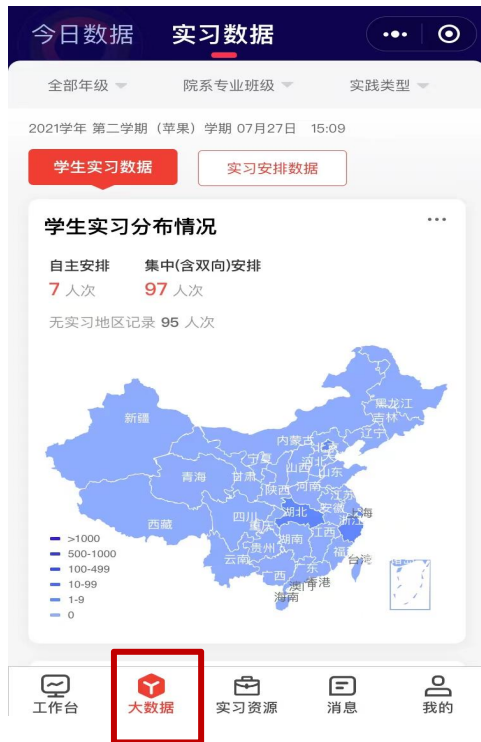 今日数据 实习数据
全部年级 院系专业班级 实践类型
2021学年 第二学期（苹果）学期 07月27日 15:09
学生实习数据 实习安排数据
学生实习分布情况
自主安排 集中(含双向)安排
7 人次 97 人次
无实习地区记录 95 人次
黑龙江
吉林
新疆
辽宁
内蒙古
宁夏 山西 河北 山东
青海 甘肃
陕西 河南 江苏
西藏 四川 重庆 湖北 安徽 上海
浙江
贵州 湖南 江西
云南 福 台湾
广西 广东
澳门 香港
海南
>1000
500-1000
100-499
10-99
1-9
0
工作台 大数据 实习资源 消息 我的